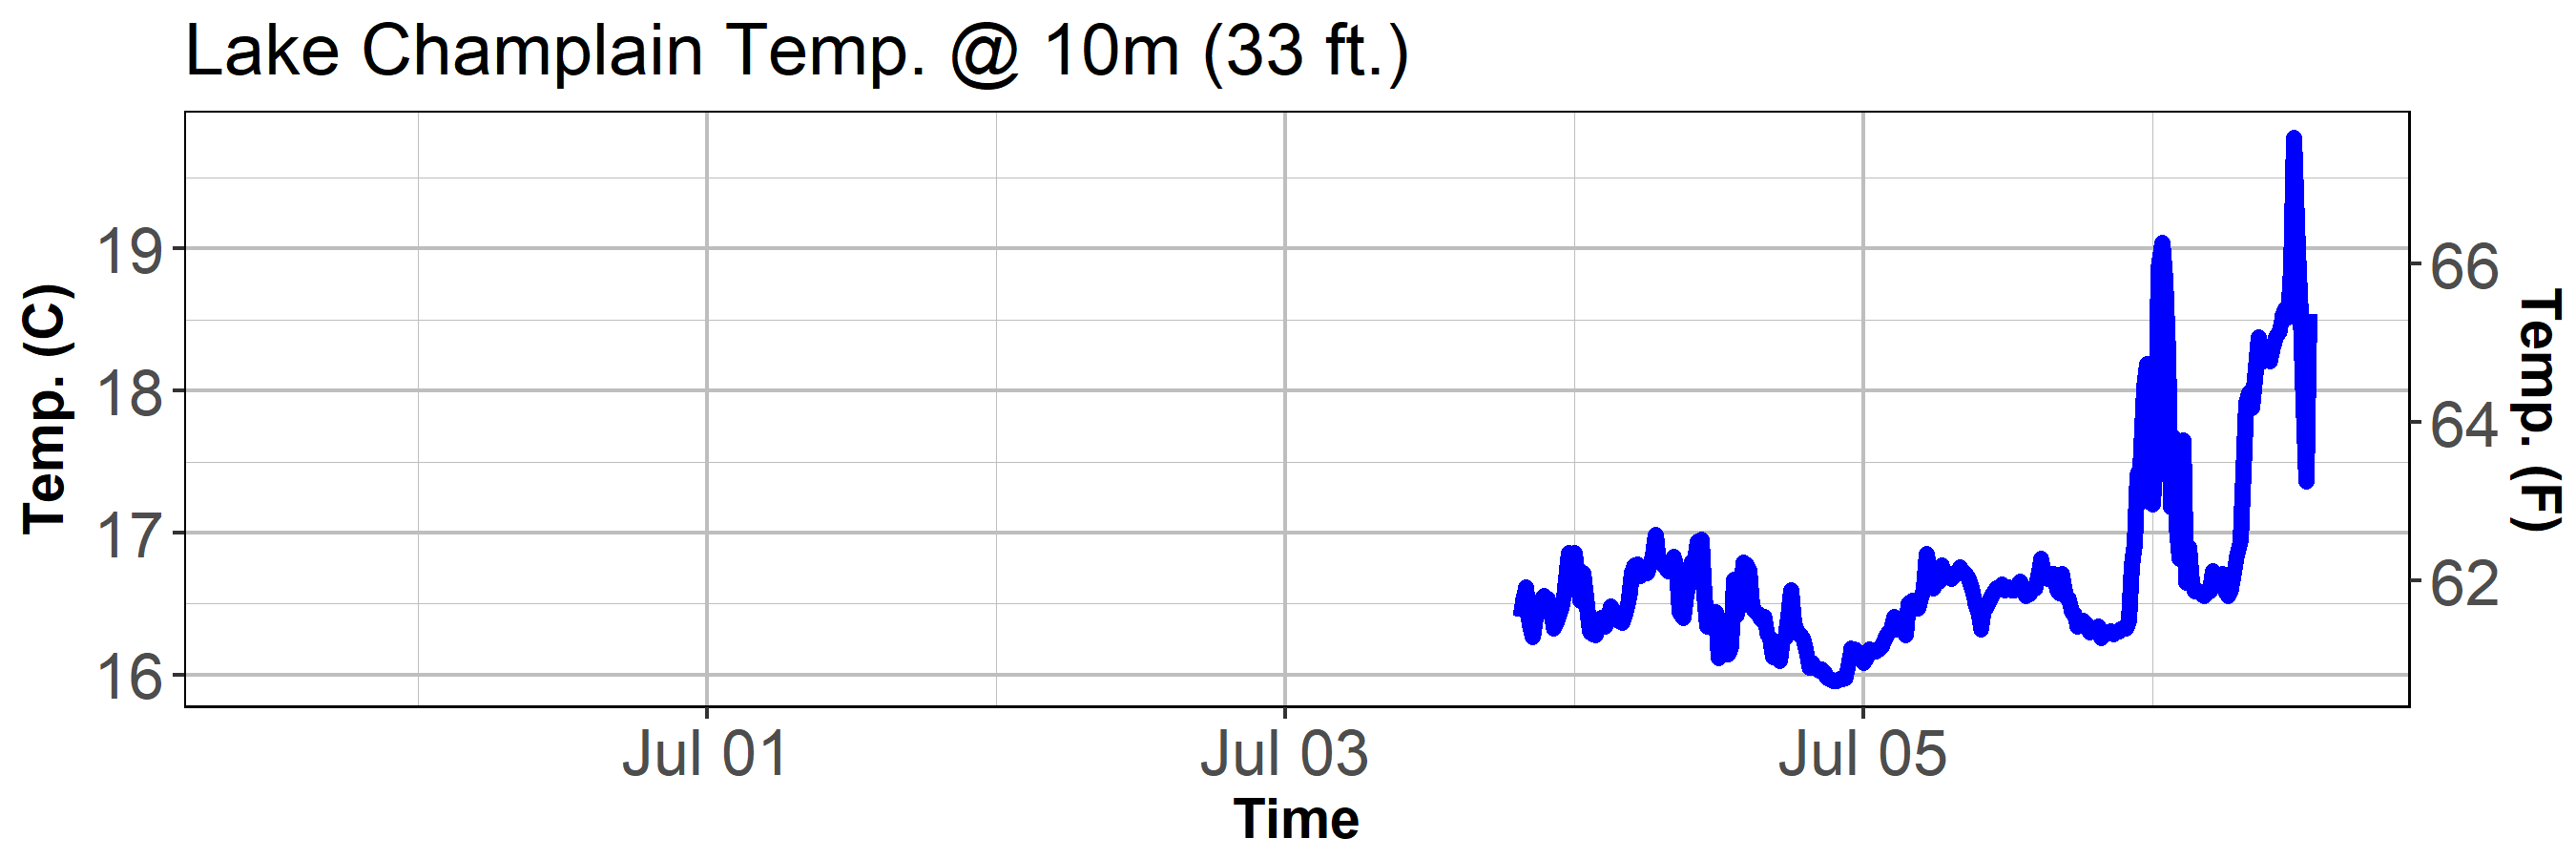 Lake Champlain Temp. @ 10m (33 ft.)
Temp. (C)
19
18
17
16
66
64
62
Temp. (F)
Jul 01
Jul 03
Jul 05
Time